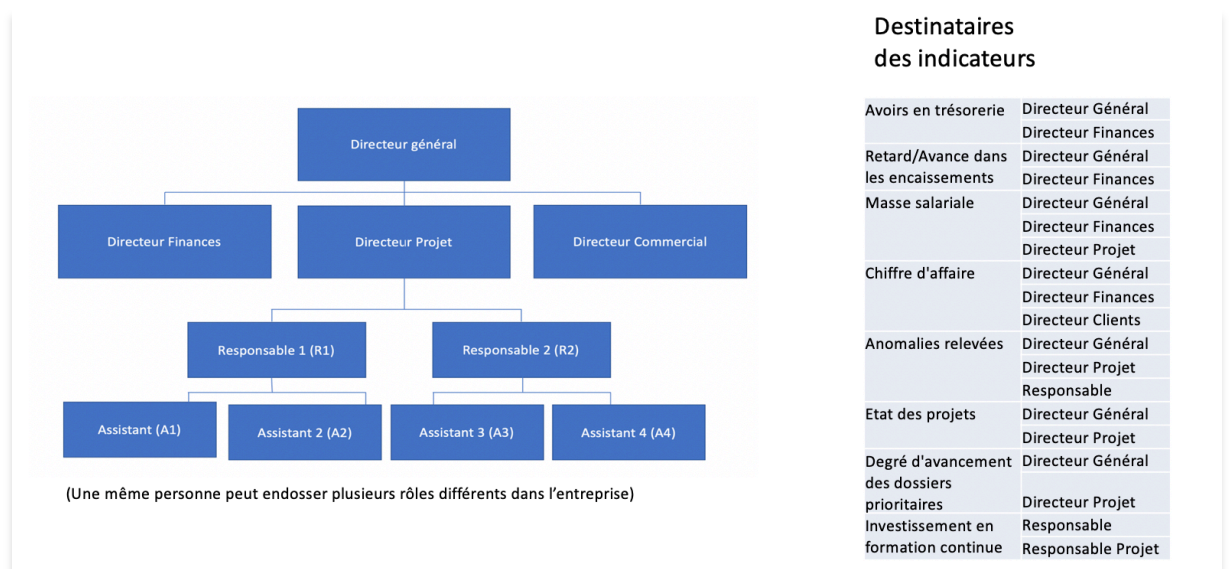 Destinataires
des indicateurs
Directeur général
Directeur Finances
Directeur Projet
Directeur Commercial
Responsable 1 (R1)
Responsable 2 (R2)
Assistant (A1)
Assistant 2 (A2)
Assistant 3 (A3)
Assistant 4 (A4)
(Une même personne peut endosser plusieurs rôles différents dans l’entreprise)
Avoirs en trésorerie
Directeur Général
Directeur Finances
Retard/Avance dans
les encaissements
Directeur Général
Directeur Finances
Masse salariale
Directeur Général
Directeur Finances
Directeur Projet
Chiffre d'affaire
Directeur Général
Directeur Finances
Directeur Clients
Anomalies relevées
Directeur Général
Directeur Projet
Responsable
Etat des projets
Directeur Général
Directeur Projet
Degré d'avancement
des dossiers
prioritaires
Directeur Général
Directeur Projet
Investissement en
formation continue
Responsable
Responsable Projet